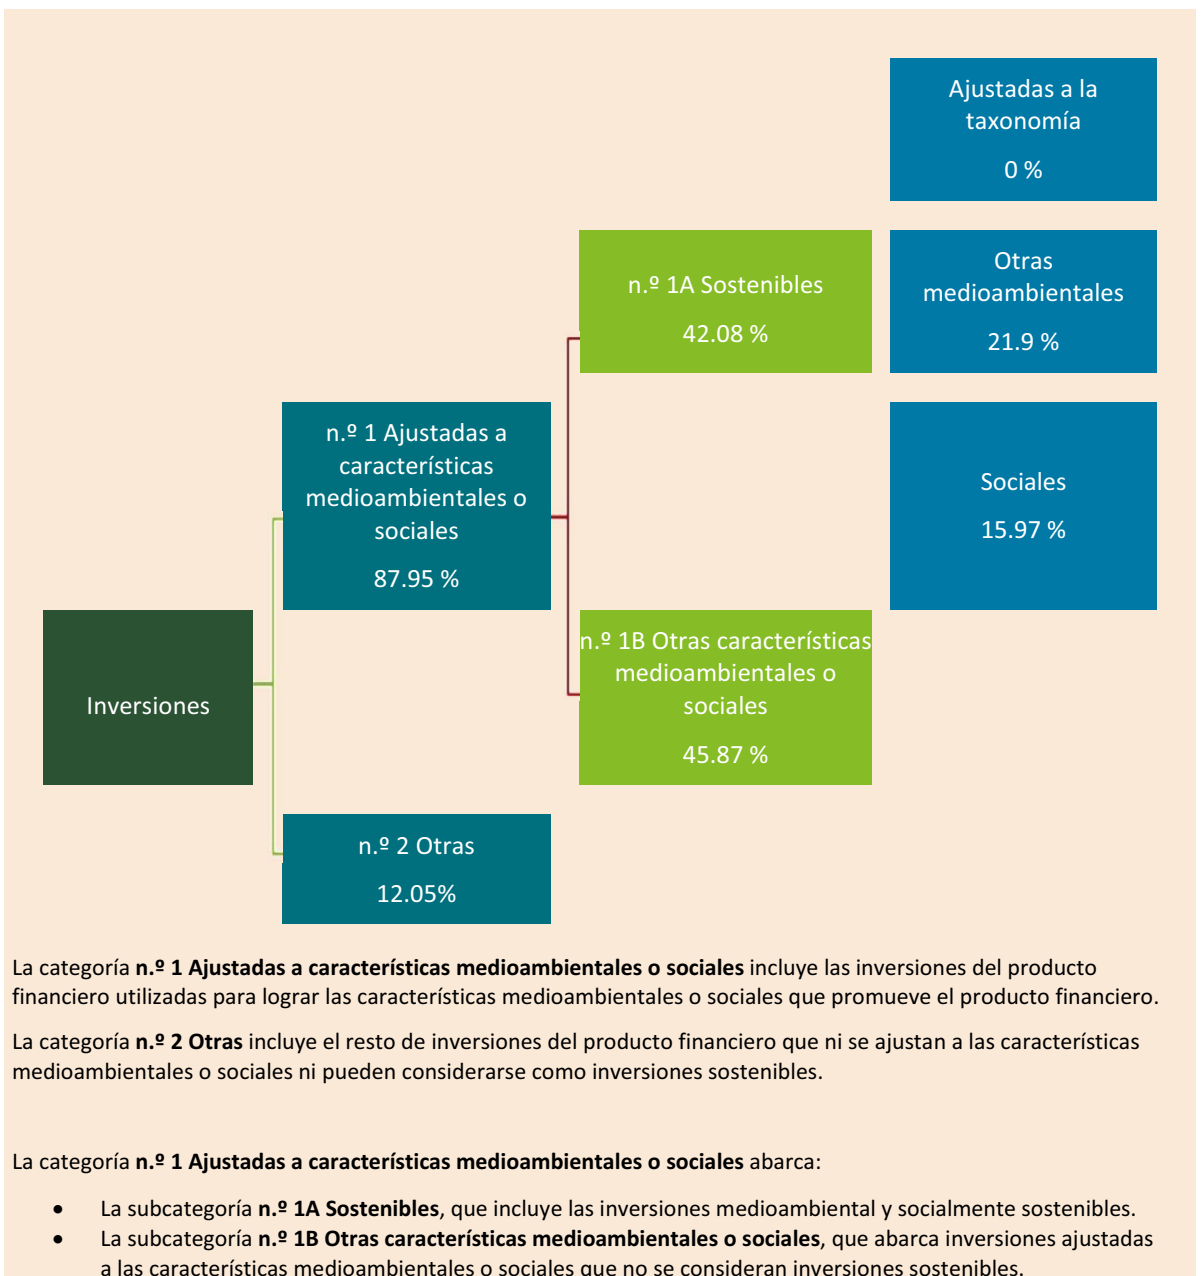 Ajustadas a la
taxonomía
0 %
n.º 1A Sostenibles
42.08 %
Otras
medioambientales
21.9 %
n.º 1 Ajustadas a
características
medioambientales o
sociales
87.95 %
Sociales
15.97 %
Inversiones
n.º 1B Otras características
medioambientales o
sociales
45.87 %
n.º 2 Otras
12.05%
La categoría n.º 1 Ajustadas a características medioambientales o sociales incluye las inversiones del producto
financiero utilizadas para lograr las características medioambientales o sociales que promueve el producto financiero.
La categoría n.º 2 Otras incluye el resto de inversiones del producto financiero que ni se ajustan a las características
medioambientales o sociales ni pueden considerarse como inversiones sostenibles.
La categoría n.º 1 Ajustadas a características medioambientales o sociales abarca:
• La subcategoría n.º 1A Sostenibles, que incluye las inversiones medioambiental y socialmente sostenibles.
• La subcategoría n.º 1B Otras características medioambientales o sociales, que abarca inversiones ajustadas
a las características medioambientales o sociales que no se consideran inversiones sostenibles.